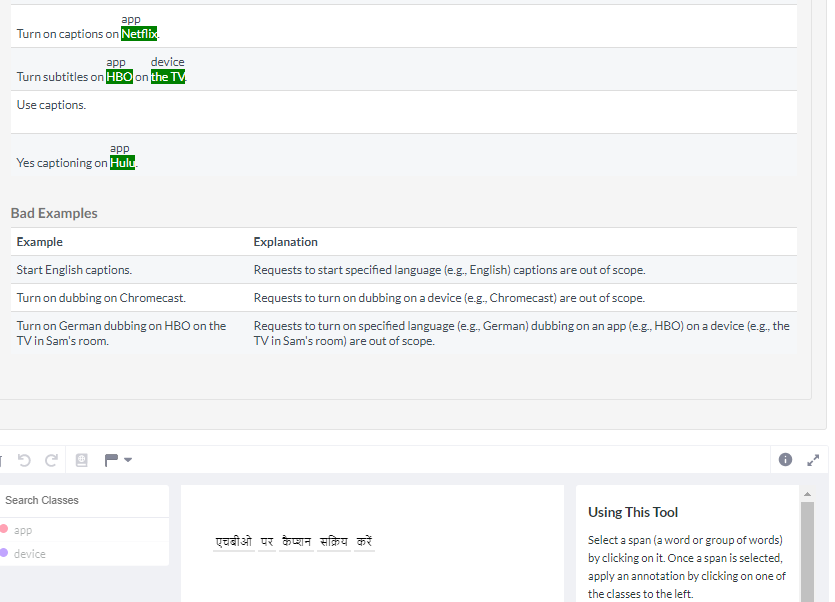 app
Turn on captions on Netflix.
app device
Turn subtitles on HBO on the TV.
Use captions.
app
Yes captioning on Hulu.
Bad Examples
Example Explanation
Start English captions. Requests to start specified language (e.g., English) captions are out of scope.
Turn on dubbing on Chromecast. Requests to turn on dubbing on a device (e.g., Chromecast) are out of scope.
Turn on German dubbing on HBO on the Requests to turn on specified language (e.g., German) dubbing on an app (e.g., HBO) on a device (e.g., the
TV in Sam's room. TV in Sam's room) are out of scope.
Search Classes
app
device
एचबीओ पर कैप्शन सक्रिय करें
Using This Tool
Select a span (a word or group of words)
by clicking on it. Once a span is selected,
apply an annotation by clicking on one of
the classes to the left.